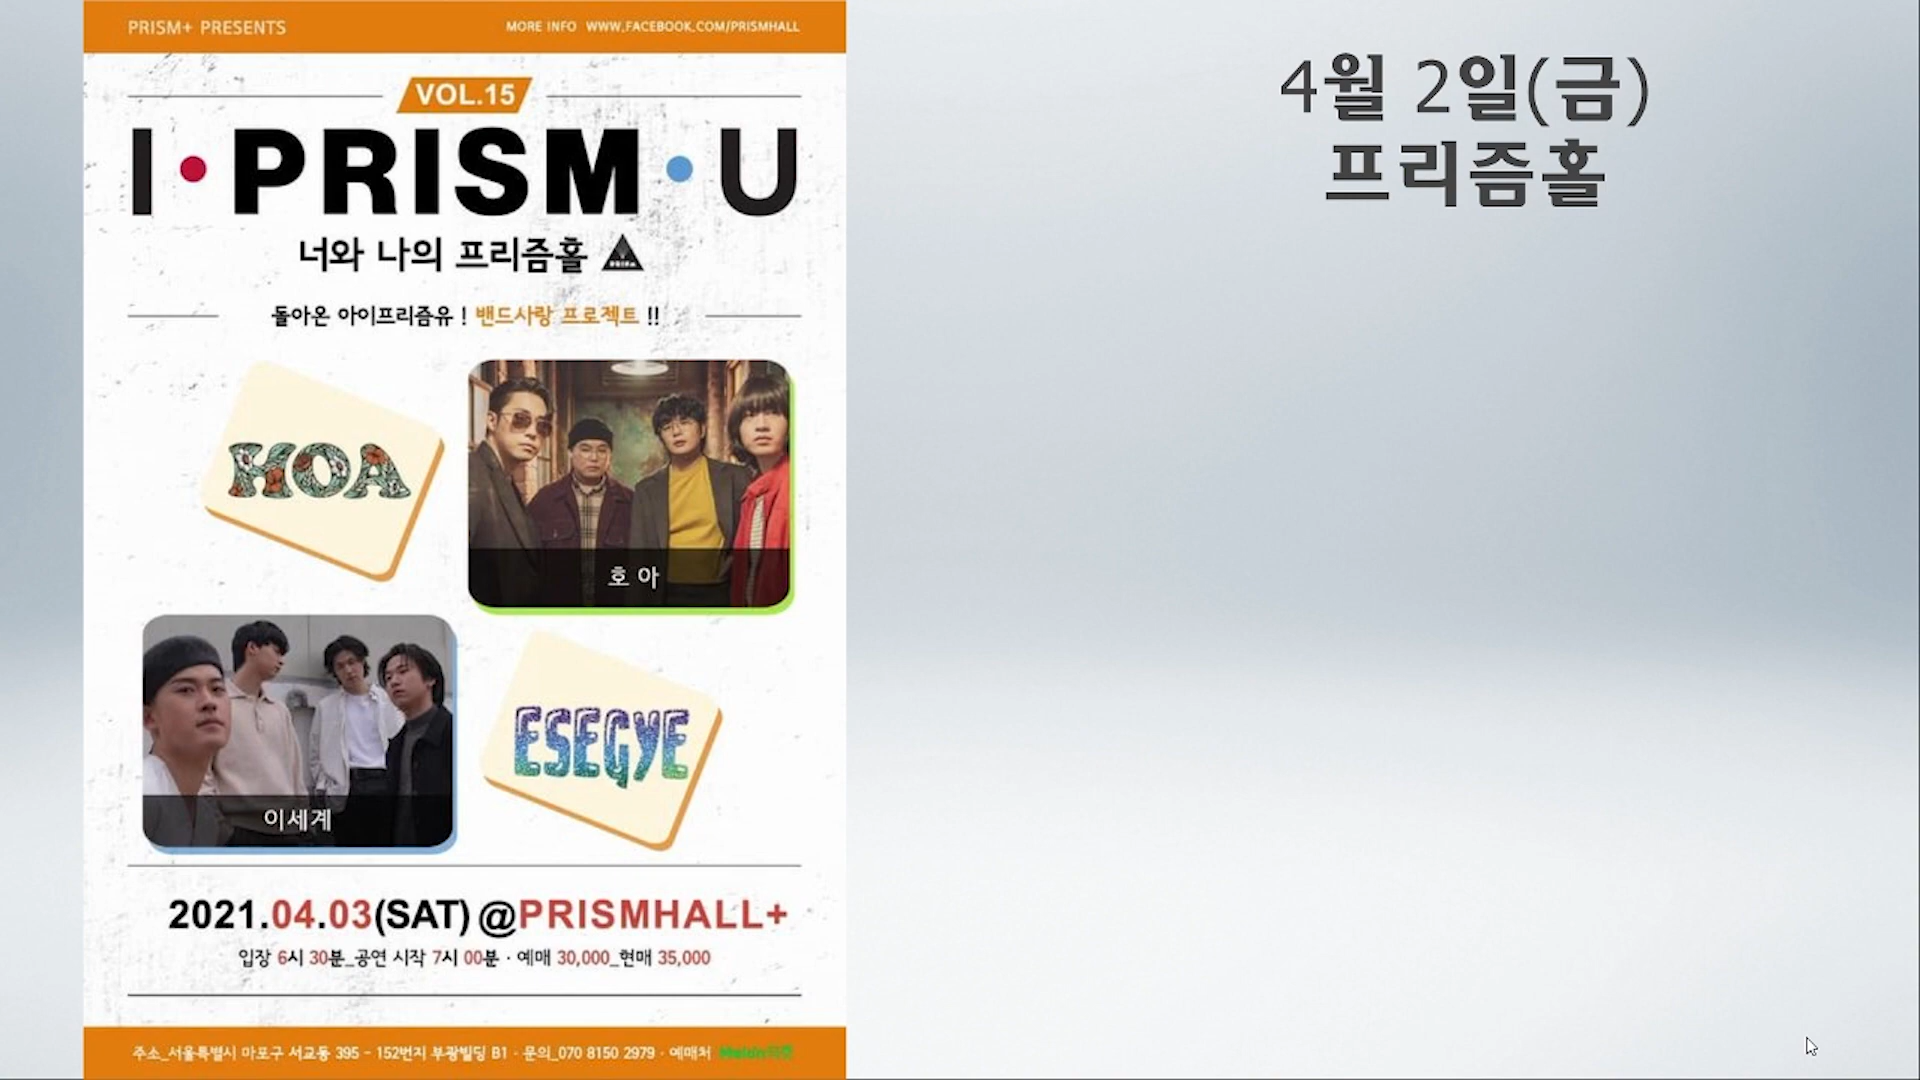 PRISM+ PRESENTS
MORE INFO WWW.FACEBOOK.COM/PRISMHALL
VOL.15
I·PRISM·U
너와 나의 프리즘홀
돌아온 아이프리즘유 ! 밴드사랑 프로젝트 !!
HOA
호 아
이세계
ESEGYE
2021.04.03(SAT) @PRISMHALL+
입장 6시 30분_공연 시작 7시 00분 · 예매 30,000_현매 35,000
주소_서울특별시 마포구 서교동 395 - 152번지 부광빌딩 B1 · 문의_070 8150 2979 · 예매처
4월 2일(금)
프리즘홀